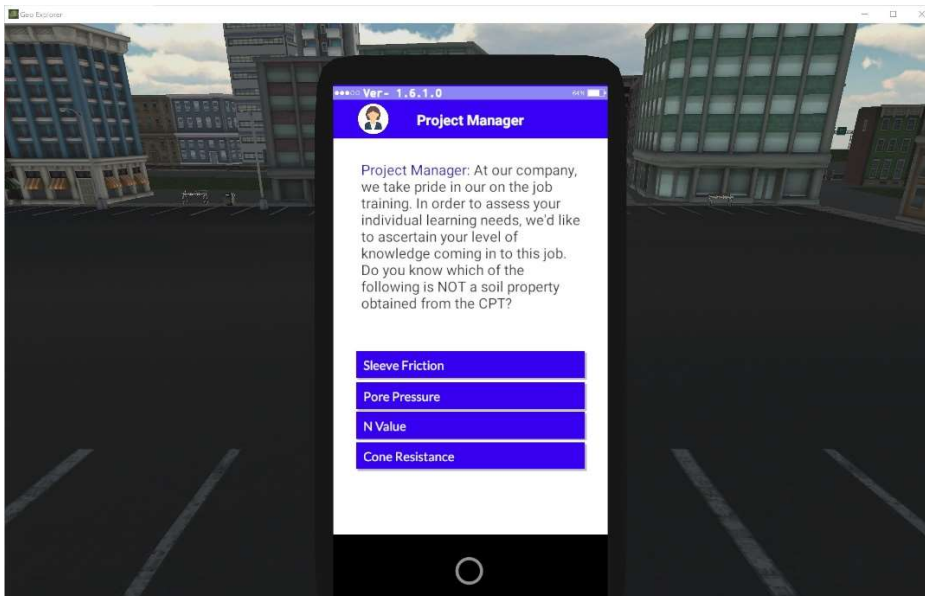 Geo Explorer
Ver- 1.6.1.0
44%
Project Manager
Project Manager: At our company,
we take pride in our on the job
training. In order to assess your
individual learning needs, we'd like
to ascertain your level of
knowledge coming in to this job.
Do you know which of the
following is NOT a soil property
obtained from the CPT?
Sleeve Friction
Pore Pressure
N Value
Cone Resistance